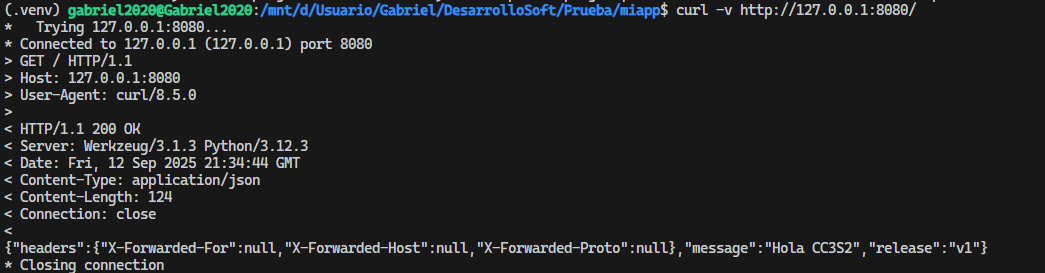 (.venv) gabriel2020@Gabriel2020:/mnt/d/Usuario/Gabriel/DesarrolloSoft/Prueba/miapp$ curl -v http://127.0.0.1:8080/
*   Trying 127.0.0.1:8080...
* Connected to 127.0.0.1 (127.0.0.1) port 8080
> GET / HTTP/1.1
> Host: 127.0.0.1:8080
> User-Agent: curl/8.5.0
>
< HTTP/1.1 200 OK
< Server: Werkzeug/3.1.3 Python/3.12.3
< Date: Fri, 12 Sep 2025 21:34:44 GMT
< Content-Type: application/json
< Content-Length: 124
< Connection: close
<
{"headers":{"X-Forwarded-For":null,"X-Forwarded-Host":null,"X-Forwarded-Proto":null},"message":"Hola CC3S2","release":"v1"}
* Closing connection